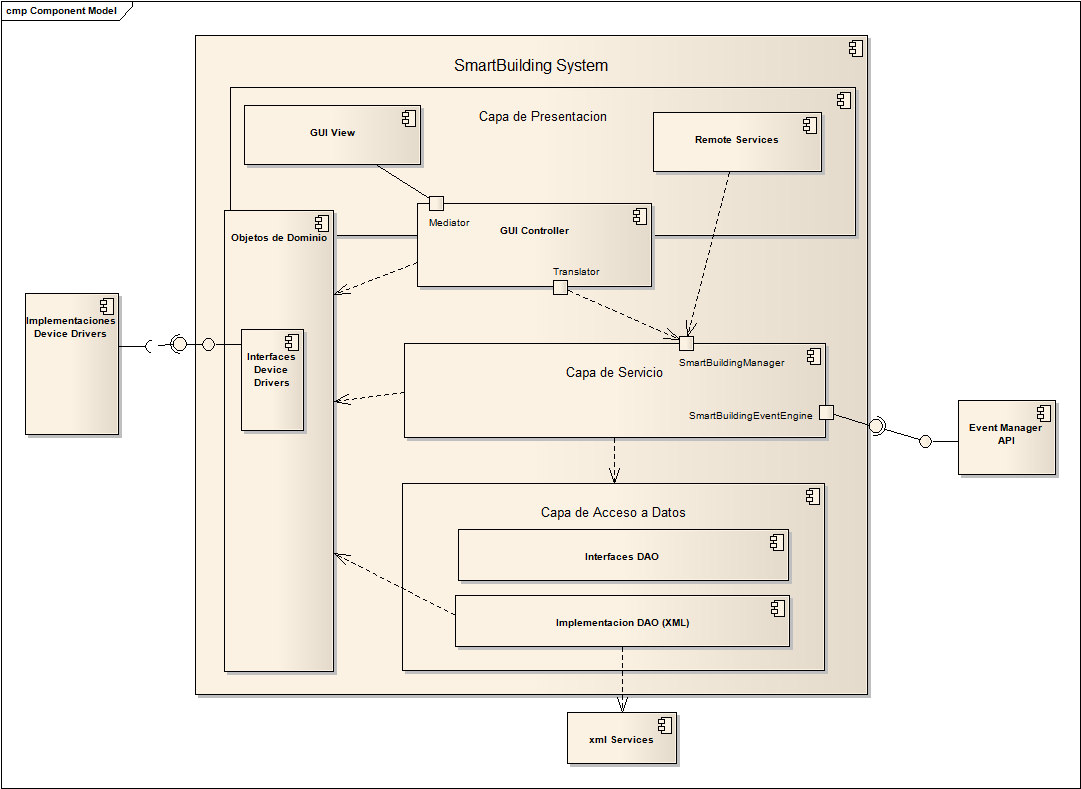 cmp Component Model
SmartBuilding System
Capa de Presentacion
GUI View
Remote Services
Mediator
GUI Controller
Objetos de Dominio
Translator
Implementaciones
Device Drivers
Interfaces
Device
Drivers
SmartBuildingManager
Capa de Servicio
SmartBuildingEventEngine
Event Manager
API
Capa de Acceso a Datos
Interfaces DAO
Implementacion DAO (XML)
xml Services